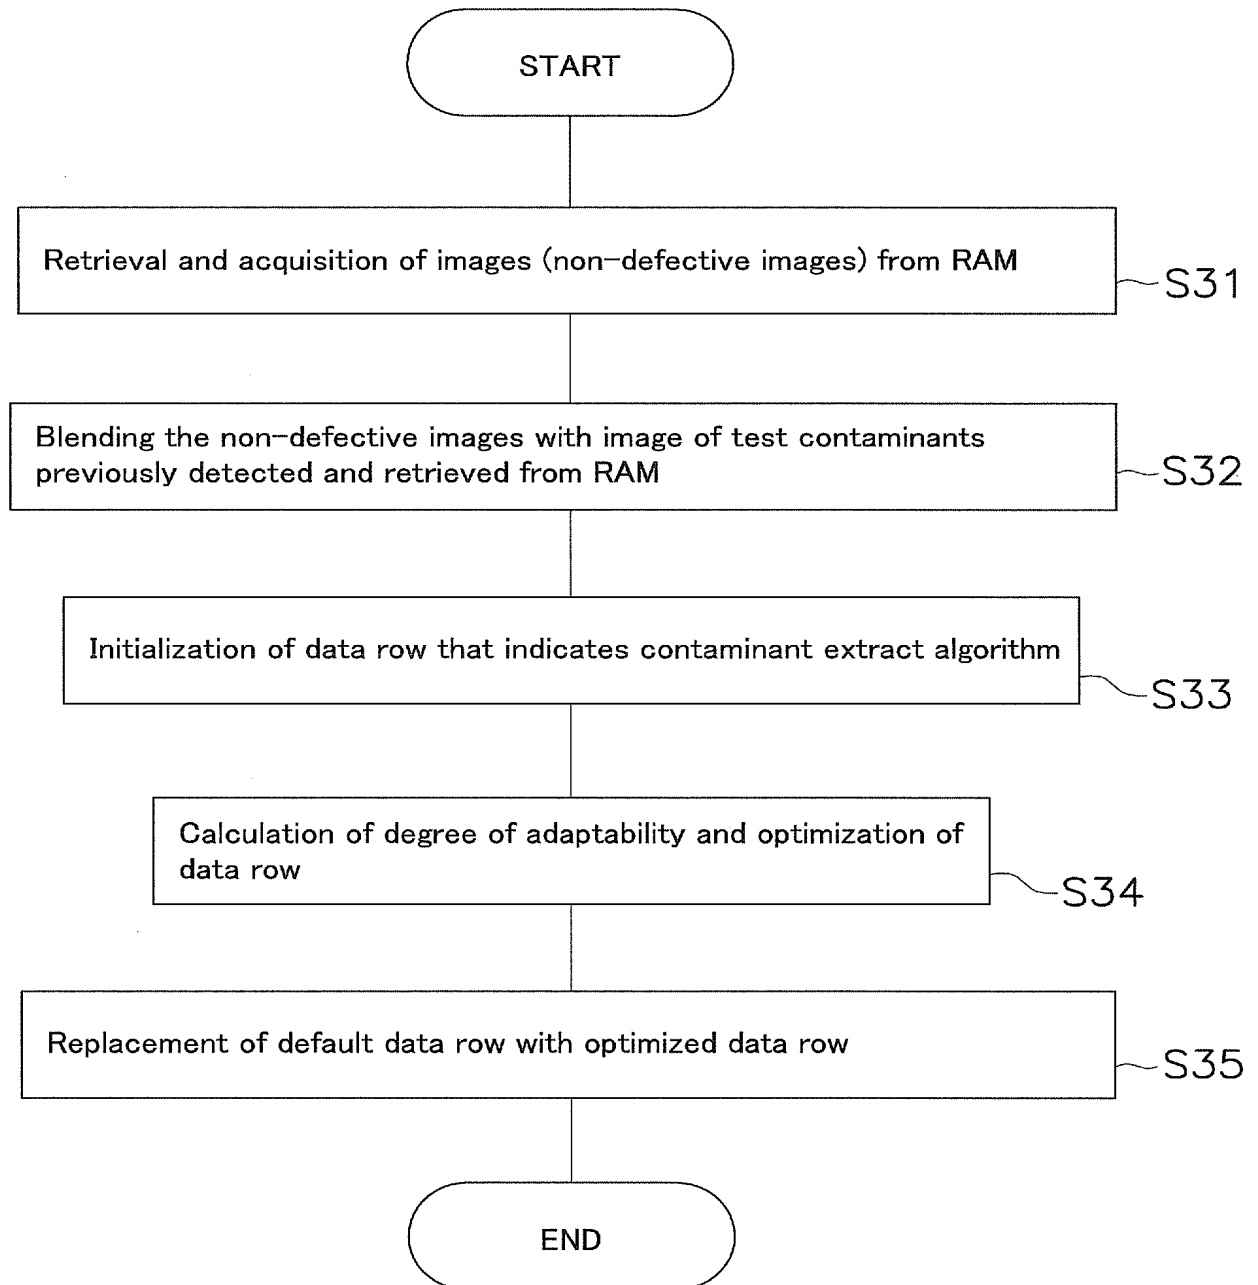 START
Retrieval and acquisition of images (non-defective images) from RAM
S31
Blending the non-defective images with image of test contaminants
previously detected and retrieved from RAM
S32
Initialization of data row that indicates contaminant extract algorithm
S33
Calculation of degree of adaptability and optimization of
data row
S34
Replacement of default data row with optimized data row
S35
END